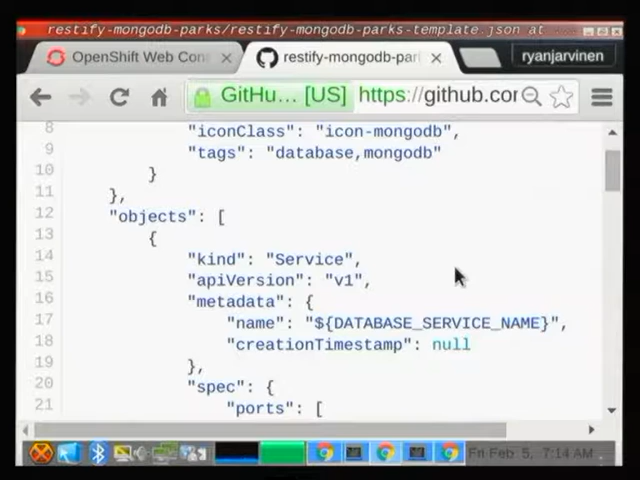 restify-mongodb-parks/restify-mongodb-parks-template.json at ...
OpenShift Web Con
restify-mongodb-par
ryanjarvinen
GitHu... [US] https://github.con
8 "iconClass": "icon-mongodb",
9 "tags": "database,mongodb"
10 }
11 },
12 "objects": [
13 {
14 "kind": "Service",
15 "apiVersion": "v1",
16 "metadata": {
17 "name": "${DATABASE_SERVICE_NAME}",
18 "creationTimestamp": null
19 },
20 "spec": {
21 "ports": [
Fri Feb 5, 7:14 AM